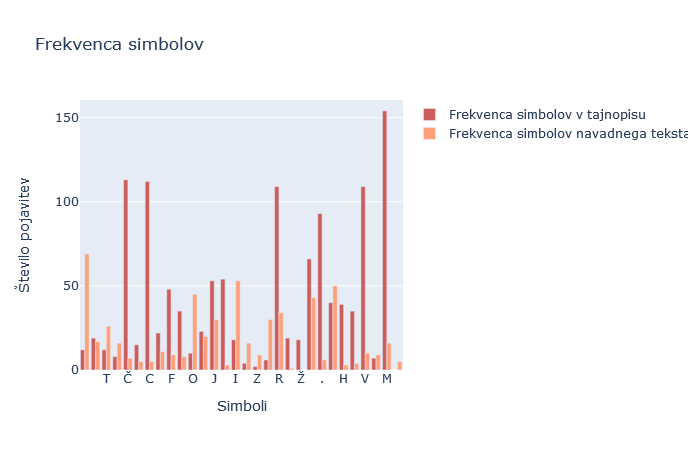 Frekvenca simbolov
Frekvenca simbolov v tajnopisu
Frekvenca simbolov navadnega teksta
Število pojavitev
150
100
50
0
T Č C F O J I Z R Ž . H V M
Simboli